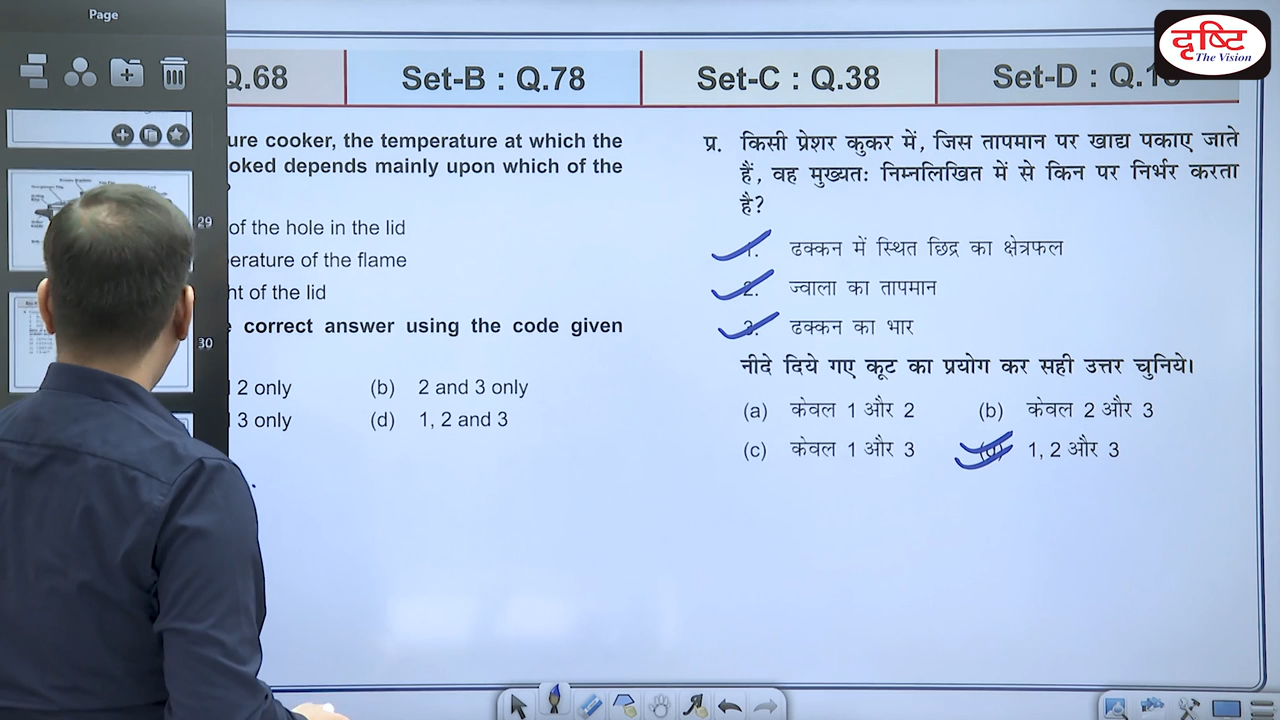 Page
दृष्टि
The Vision
Q.68
Set-B : Q.78
Set-C : Q.38
Set-D :
29
30
cooker, the temperature at which the
depends mainly upon which of the
of the hole in the lid
of the flame
of the lid
correct answer using the code given
2 only
(b) 2 and 3 only
3 only
(d) 1, 2 and 3
प्र. किसी प्रेशर कुकर में, जिस तापमान पर खाद्य पकाए जाते
हैं, वह मुख्यतः निम्नलिखित में से किन पर निर्भर करता
है?
1. ढक्कन में स्थित छिद्र का क्षेत्रफल
2. ज्वाला का तापमान
3. ढक्कन का भार
नीदे दिये गए कूट का प्रयोग कर सही उत्तर चुनिये।
(a) केवल 1 और 2
(b) केवल 2 और 3
(c) केवल 1 और 3
(d) 1, 2 और 3